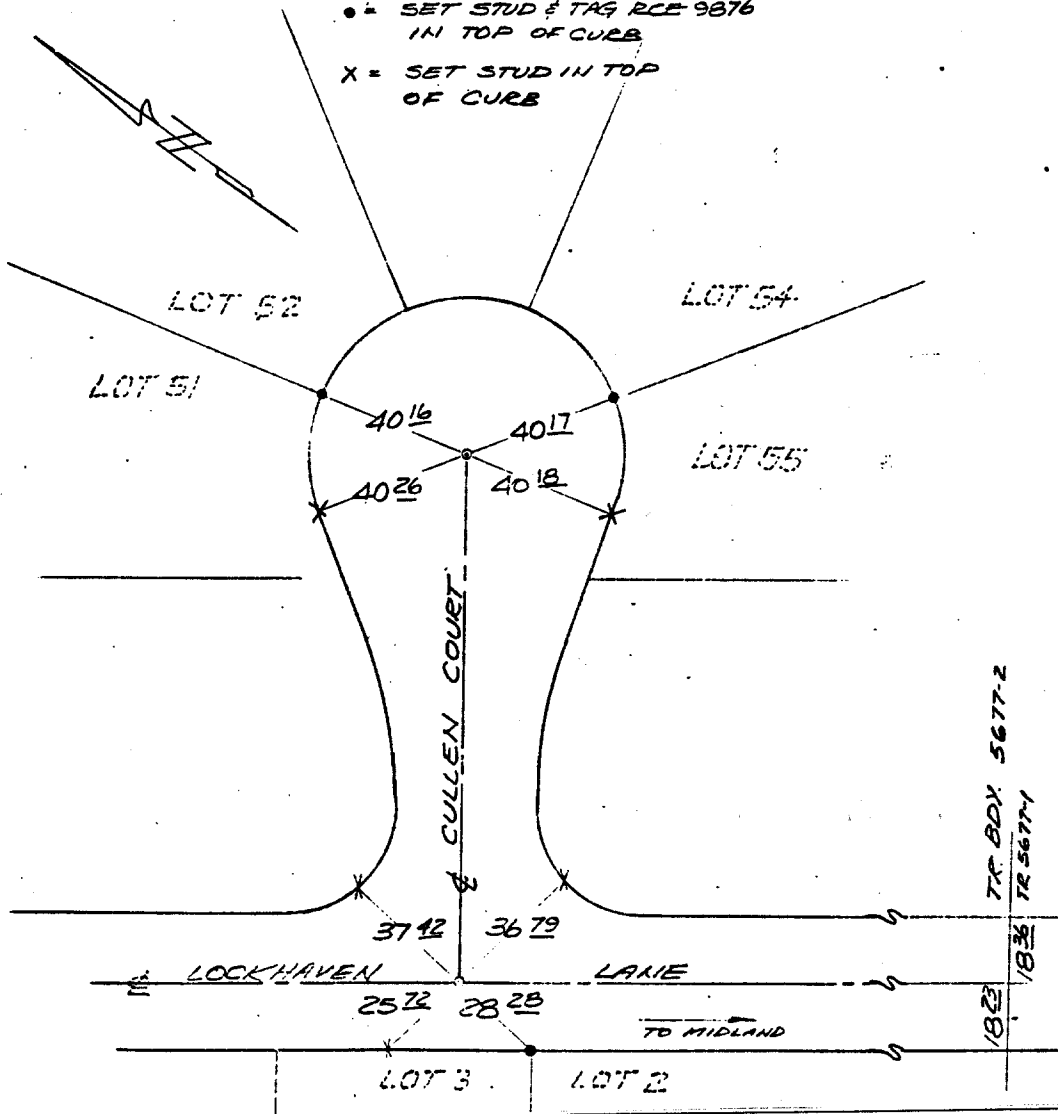 ● = SET STUD & TAG RCE 9876
IN TOP OF CURB
X = SET STUD IN TOP
OF CURB
N
LOT 52
LOT 54
LOT 51
40 16
40 17
LOT 55
40 26
40 18
℄ CULLEN COURT
TR. BDY. 5677-2
TR 5677-1
37 42
36 79
18 36
℄ LOCKHAVEN LANE
25 72
28 28
18 23
TO MIDLAND
LOT 3
LOT 2